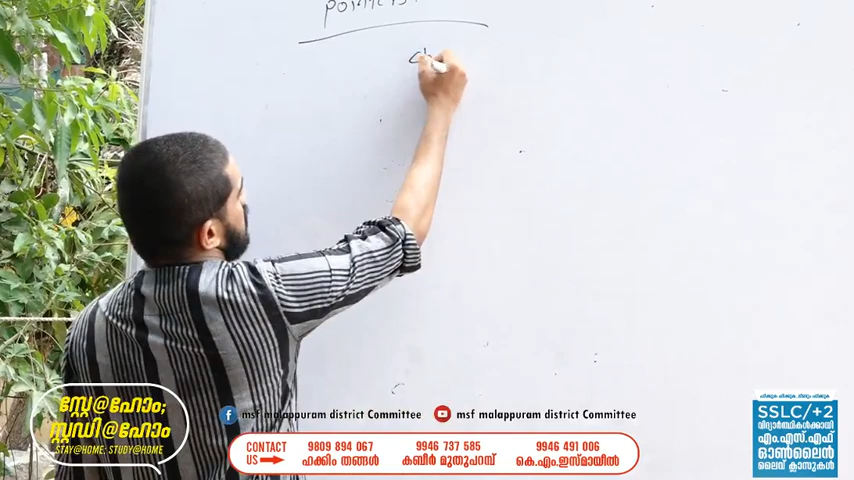 pointers
സ്റ്റേ@ഹോം;
സ്റ്റഡി@ഹോം
STAY@HOME: STUDY@HOME
msf malappuram district Committee
msf malappuram district Committee
CONTACT US
9809 894 067
ഹക്കീം തങ്ങൾ
9946 737 585
കബീർ മുതുപറമ്പ്
9946 491 006
കെ.എം.ഇസ്മായീൽ
SSLC/+2
വിദ്യാർത്ഥികൾക്കായി
എം.എസ്.എഫ്
ഓൺലൈൻ
ലൈവ് ക്ലാസുകൾ